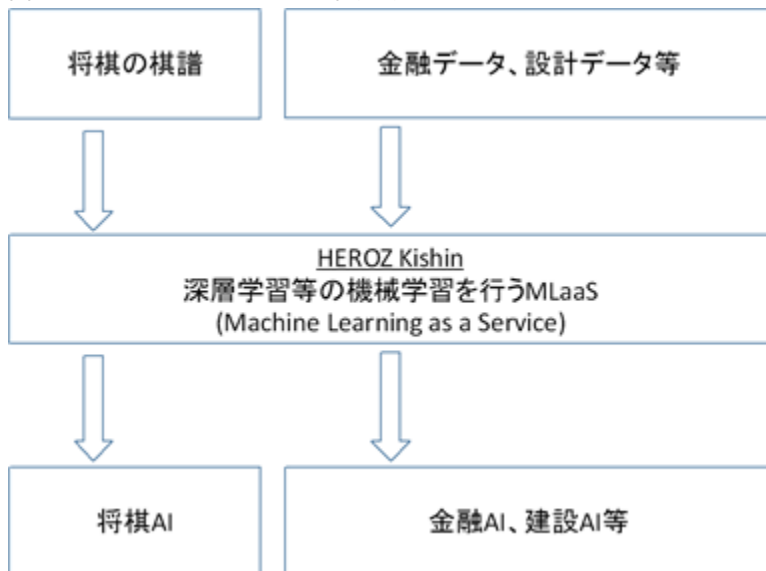 将棋の棋譜
金融データ、設計データ等
HEROZ Kishin
深層学習等の機械学習を行うMLaaS
(Machine Learning as a Service)
将棋AI
金融AI、建設AI等